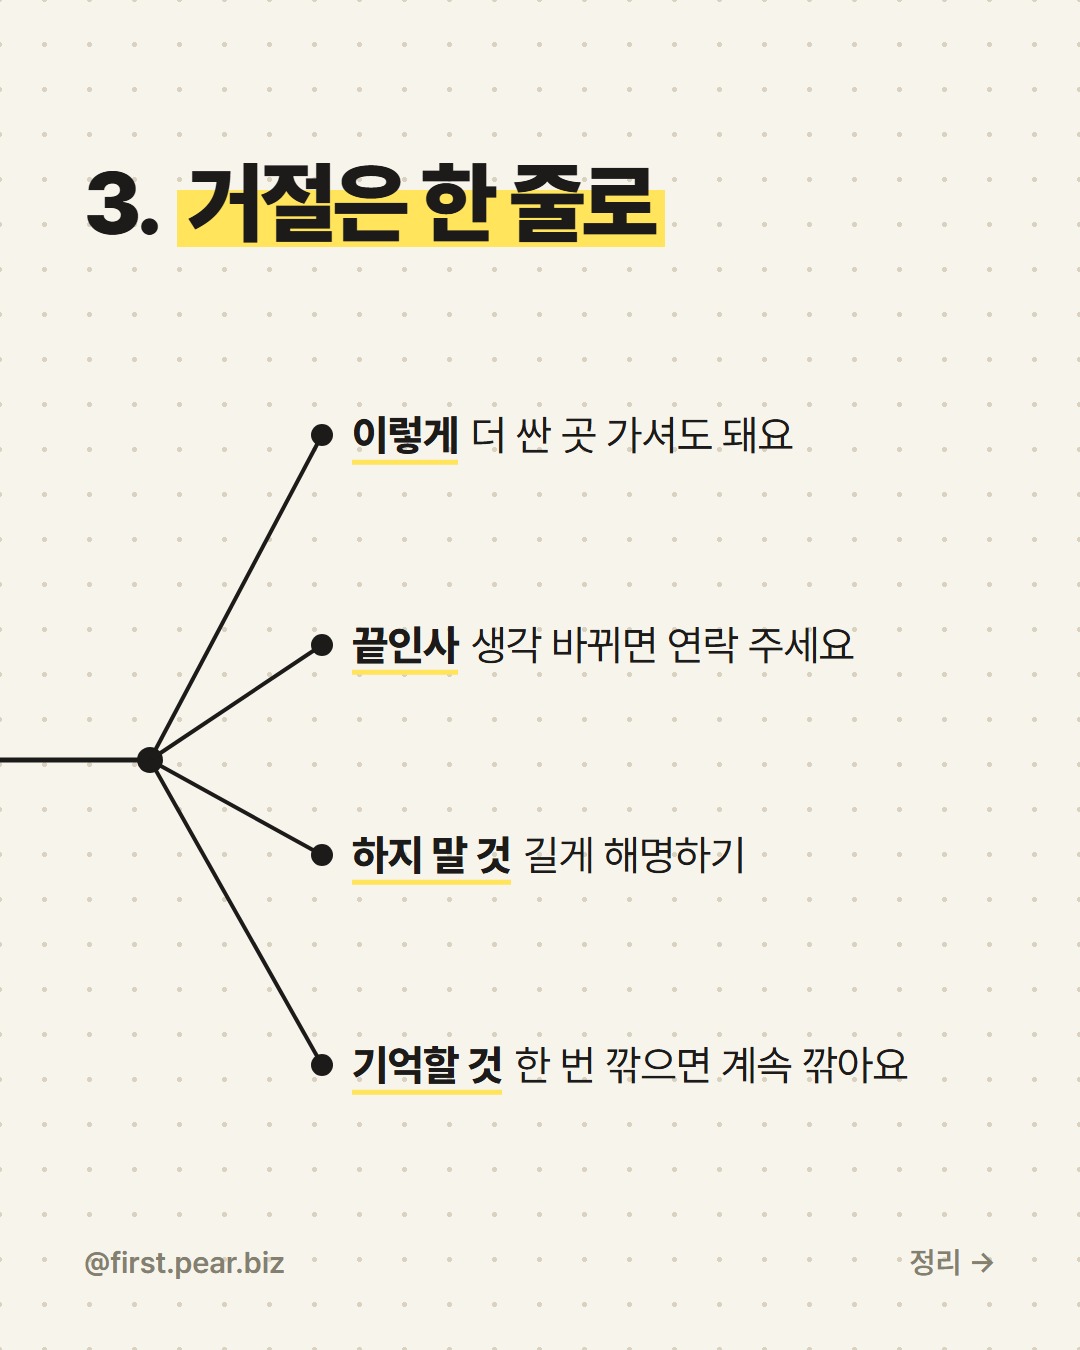 3. 거절은 한 줄로
이렇게 더 싼 곳 가셔도 돼요
끝인사 생각 바뀌면 연락 주세요
하지 말 것 길게 해명하기
기억할 것 한 번 깎으면 계속 깎아요
@first.pear.biz
정리 →